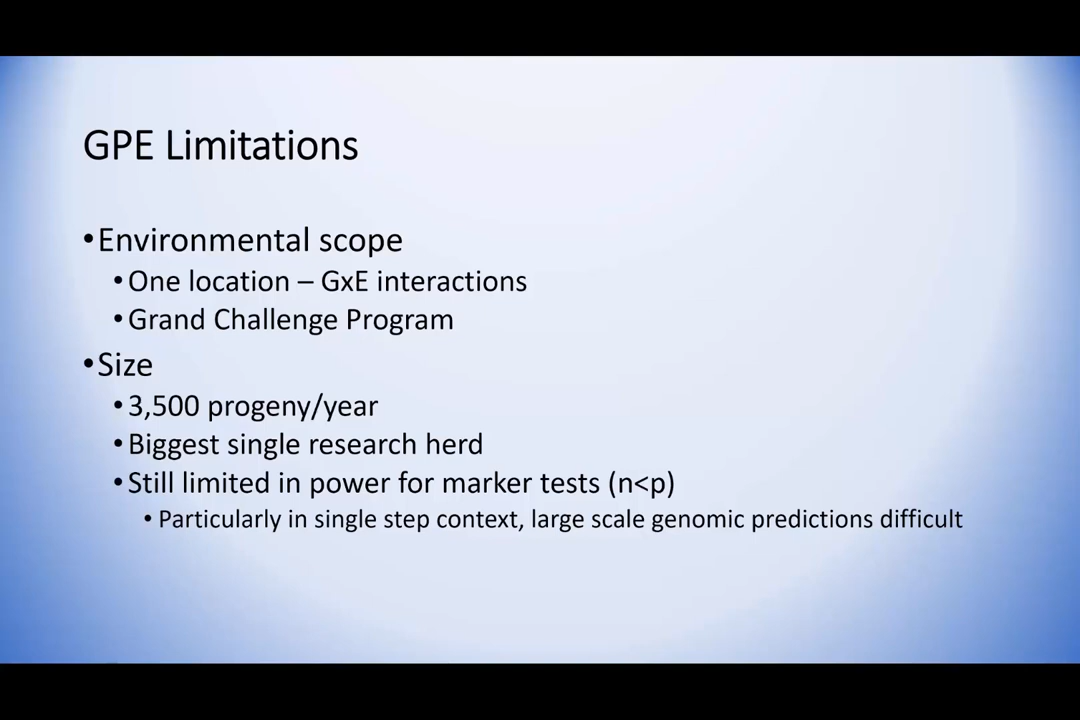 GPE Limitations
•Environmental scope
•One location – GxE interactions
•Grand Challenge Program
•Size
•3,500 progeny/year
•Biggest single research herd
•Still limited in power for marker tests (n<p)
•Particularly in single step context, large scale genomic predictions difficult